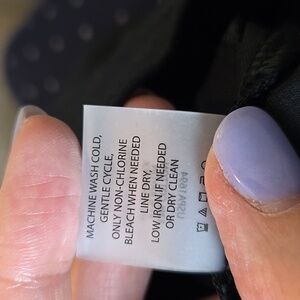 MACHINE WASH COLD,
GENTLE CYCLE,
ONLY NON-CHLORINE
BLEACH WHEN NEEDED
LINE DRY,
LOW IRON IF NEEDED
OR DRY CLEAN